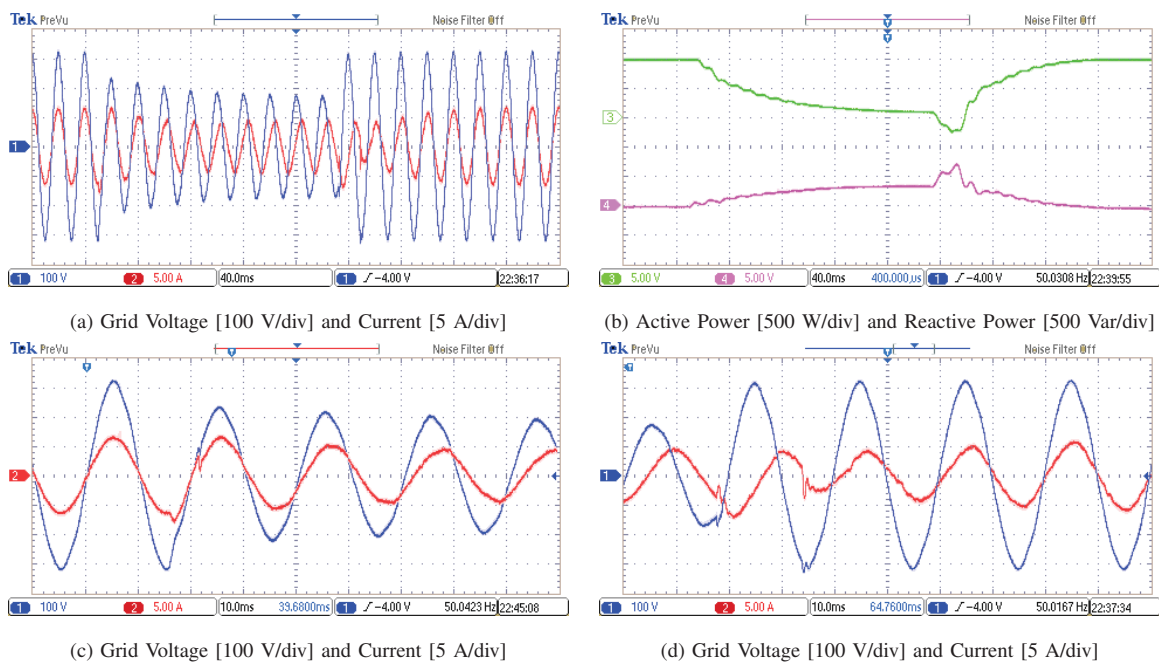 Tek PreVu Noise Filter Off
1
1 100 V 2 5.00 A 40.0ms 1 -4.00 V 22:36:17
(a) Grid Voltage [100 V/div] and Current [5 A/div]
Tek PreVu Noise Filter Off
T
T
3
4
3 5.00 V 4 5.00 V 40.0ms 400.000µs 1 -4.00 V 50.0308 Hz 22:39:55
(b) Active Power [500 W/div] and Reactive Power [500 Var/div]
Tek PreVu Noise Filter Off
T
T
2
1 100 V 2 5.00 A 10.0ms 39.6800ms 1 -4.00 V 50.0423 Hz 22:45:08
(c) Grid Voltage [100 V/div] and Current [5 A/div]
Tek PreVu Noise Filter Off
T
T
1
1 100 V 2 5.00 A 10.0ms 64.7600ms 1 -4.00 V 50.0167 Hz 22:37:34
(d) Grid Voltage [100 V/div] and Current [5 A/div]